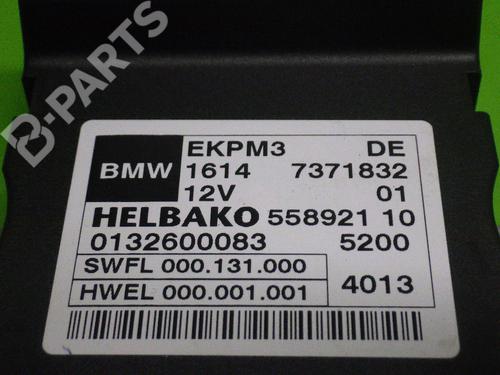 B-PARTS
BMW EKPM3 DE
1614 7371832
12V 01
HELBAKO 558921 10
0132600083 5200
SWFL 000.131.000
HWEL 000.001.001 4013